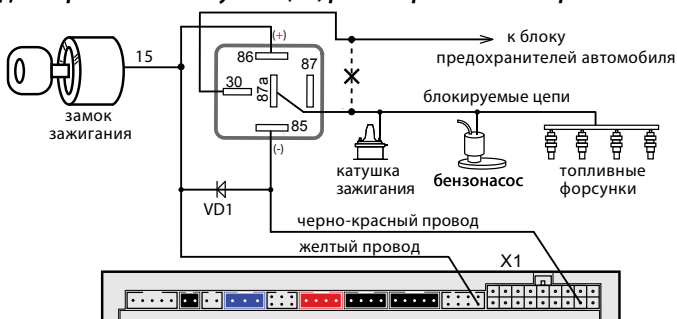 (+)
к блоку
предохранителей автомобиля
86
87
15
30
87a
блокируемые цепи
85
замок
зажигания
(-)
катушка
зажигания
бензонасос
топливные
форсунки
VD1
черно-красный провод
желтый провод
X1